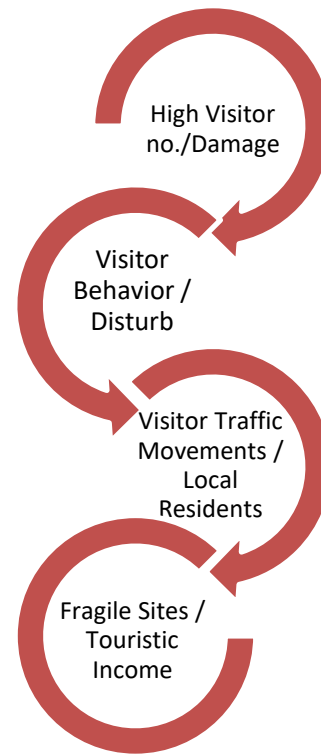 High Visitor
no./Damage
Visitor
Behavior /
Disturb
Visitor Traffic
Movements /
Local
Residents
Fragile Sites /
Touristic
Income